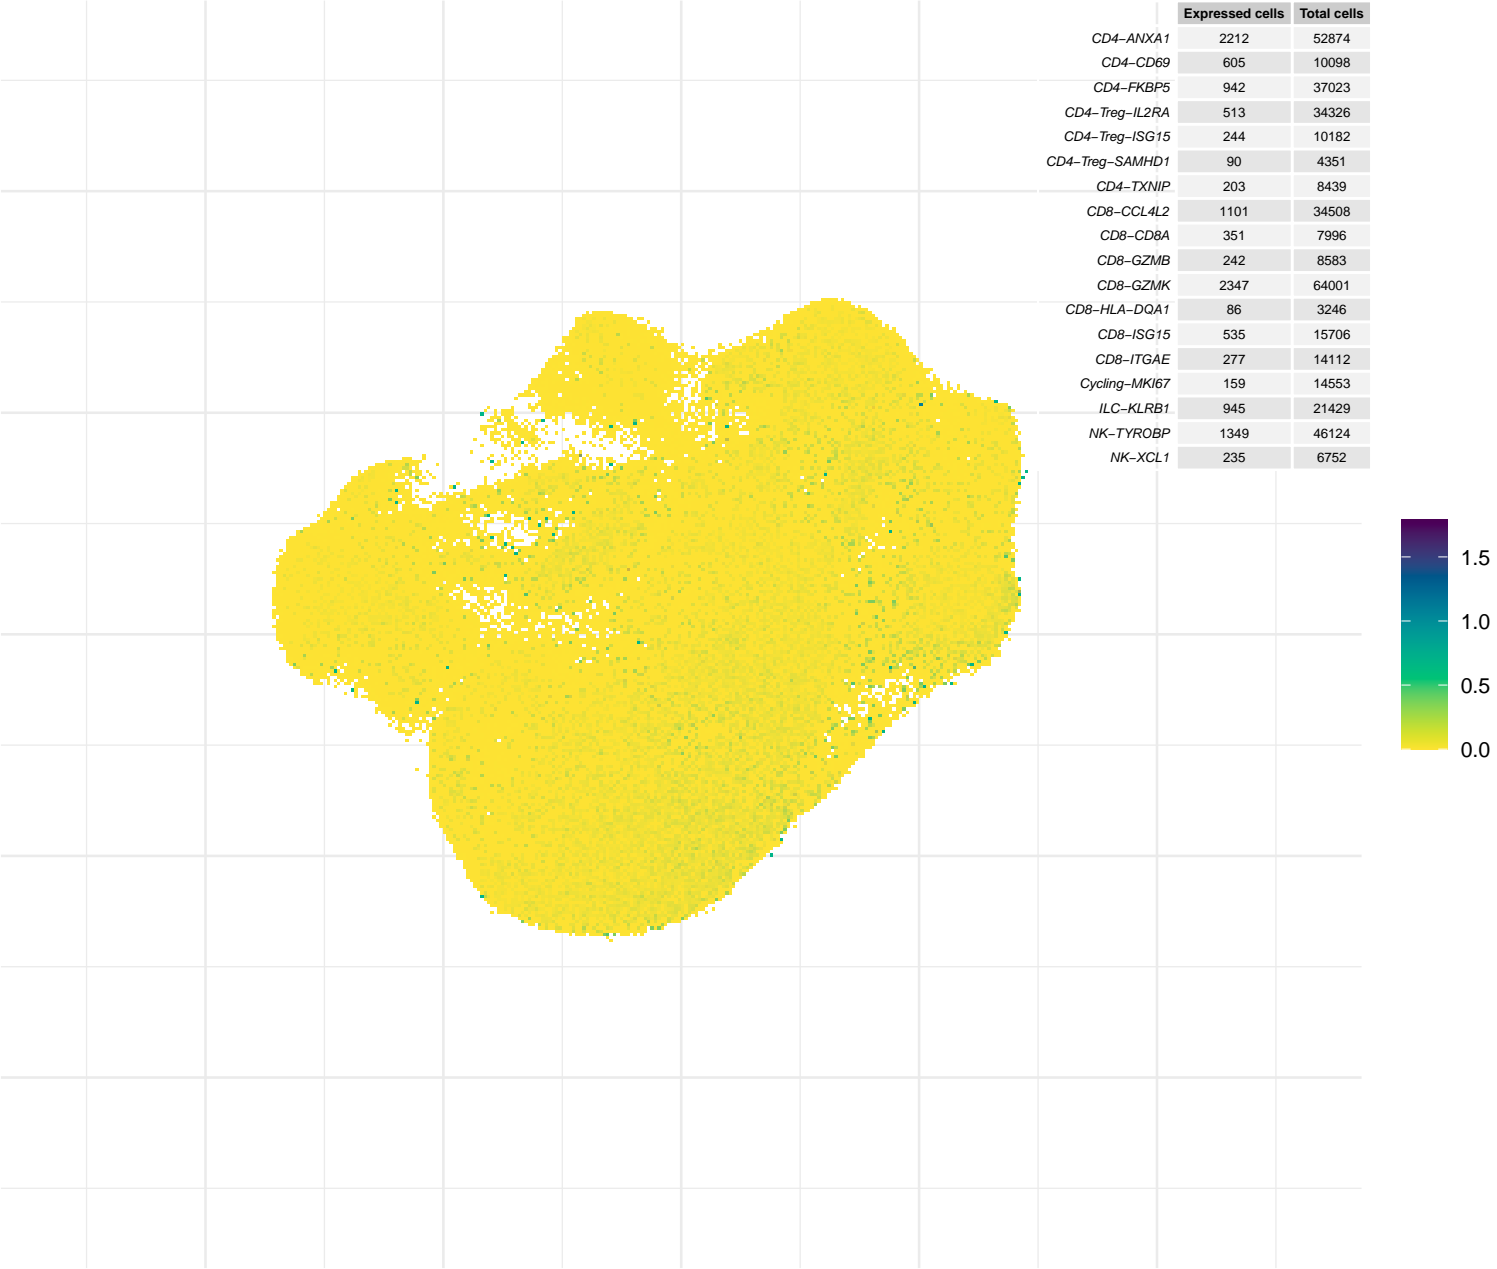 Expressed cells Total cells
CD4−ANXA1 2212 52874
CD4−CD69 605 10098
CD4−FKBP5 942 37023
CD4−Treg−IL2RA 513 34326
CD4−Treg−ISG15 244 10182
CD4−Treg−SAMHD1 90 4351
CD4−TXNIP 203 8439
CD8−CCL4L2 1101 34508
CD8−CD8A 351 7996
CD8−GZMB 242 8583
CD8−GZMK 2347 64001
CD8−HLA−DQA1 86 3246
CD8−ISG15 535 15706
CD8−ITGAE 277 14112
Cycling−MKI67 159 14553
ILC−KLRB1 945 21429
NK−TYROBP 1349 46124
NK−XCL1 235 6752
1.5
1.0
0.5
0.0